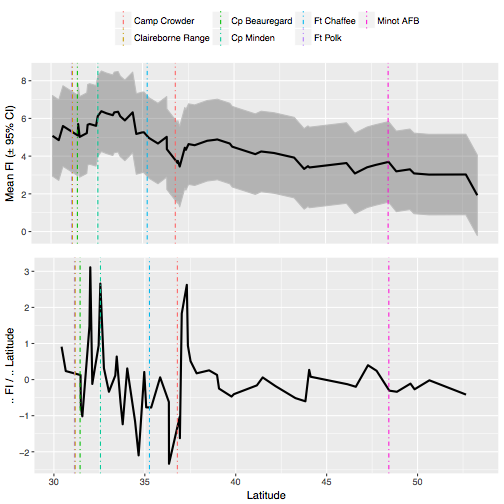 Camp Crowder
Cp Beauregard
Ft Chaffee
Minot AFB
Claireborne Range
Cp Minden
Ft Polk
Mean FI (± 95% CI)
8
6
4
2
0
.. FI / .. Latitude
3
2
1
0
−1
−2
30
35
40
45
50
Latitude